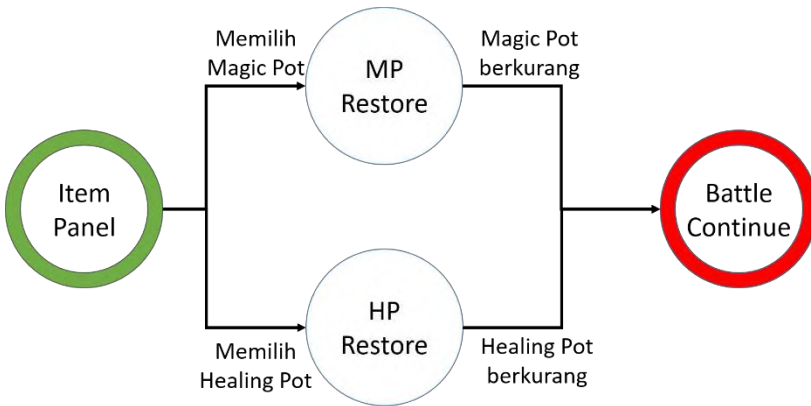 Memilih
Magic Pot
MP
Restore
Magic Pot
berkurang
Item
Panel
Battle
Continue
Memilih
Healing Pot
HP
Restore
Healing Pot
berkurang